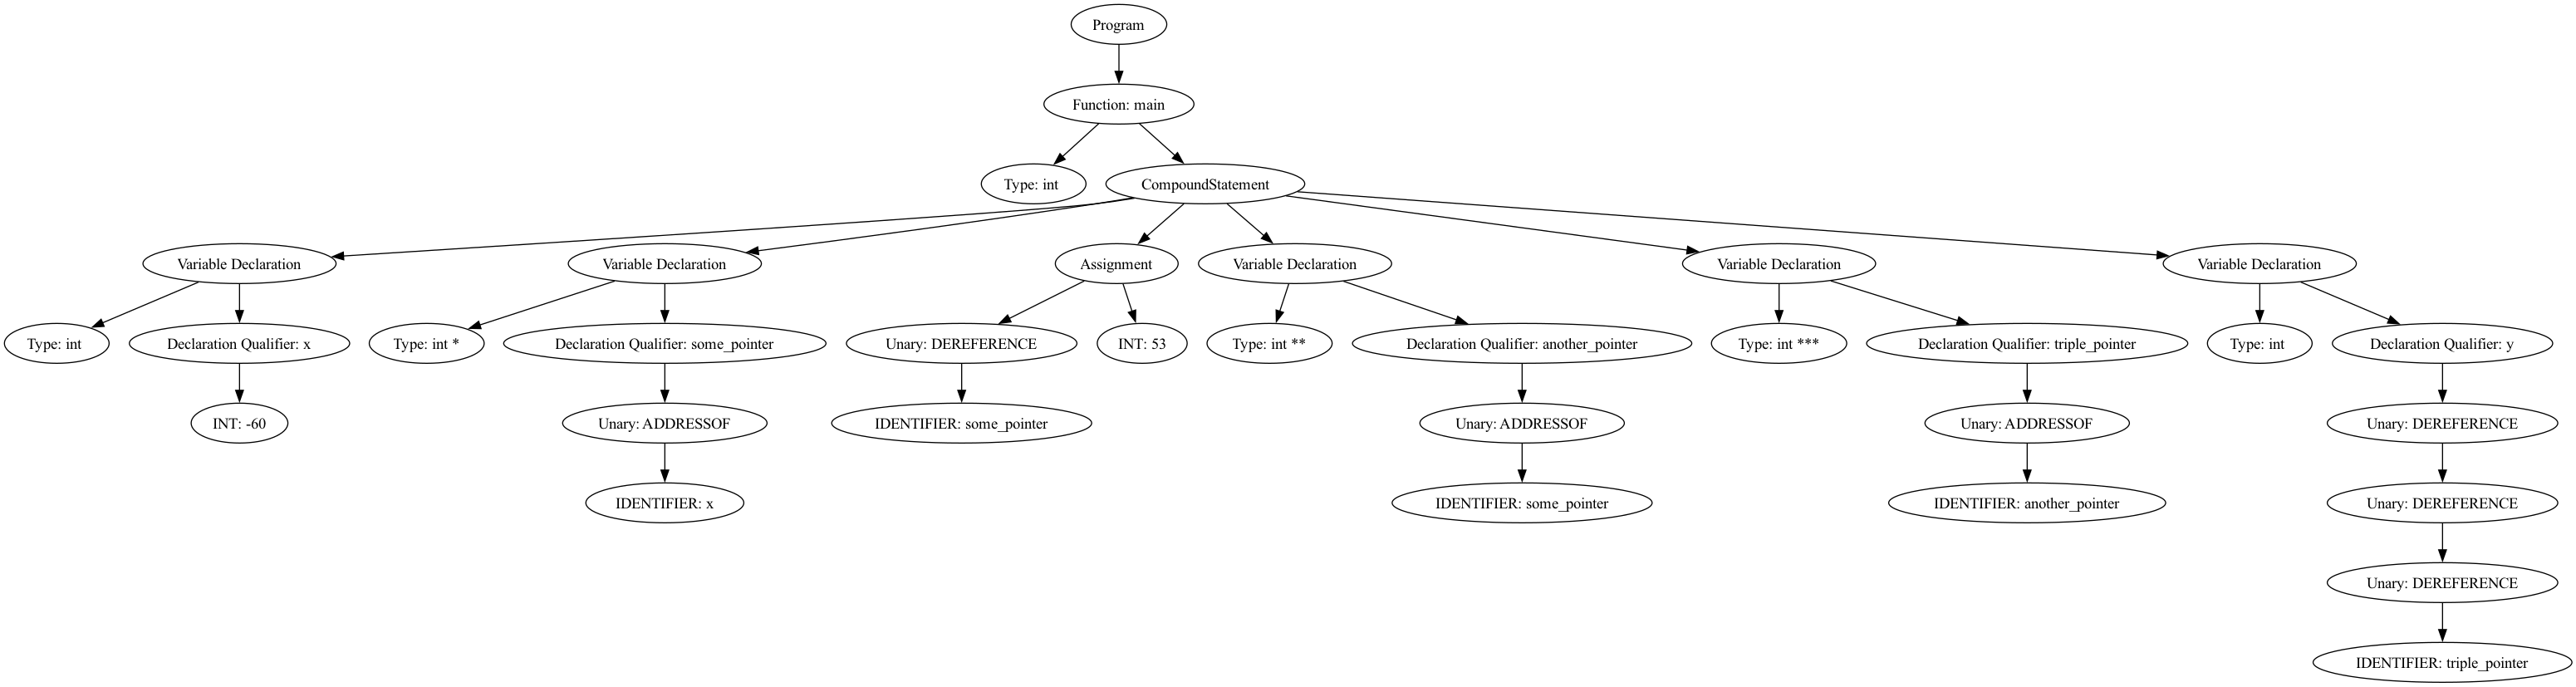 Program
Function: main
Type: int
CompoundStatement
Variable Declaration
Variable Declaration
Assignment
Variable Declaration
Variable Declaration
Variable Declaration
Type: int
Declaration Qualifier: x
Type: int *
Declaration Qualifier: some_pointer
Unary: DEREFERENCE
INT: 53
Type: int **
Declaration Qualifier: another_pointer
Type: int ***
Declaration Qualifier: triple_pointer
Type: int
Declaration Qualifier: y
INT: -60
Unary: ADDRESSOF
IDENTIFIER: some_pointer
Unary: ADDRESSOF
Unary: ADDRESSOF
Unary: DEREFERENCE
IDENTIFIER: x
IDENTIFIER: some_pointer
IDENTIFIER: another_pointer
Unary: DEREFERENCE
Unary: DEREFERENCE
IDENTIFIER: triple_pointer